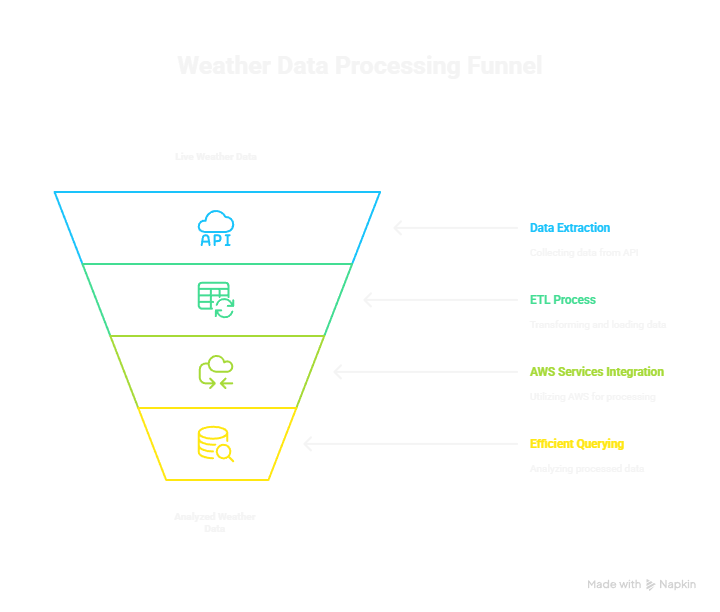 Weather Data Processing Funnel
Live Weather Data
API
Data Extraction
Collecting data from API
ETL Process
Transforming and loading data
AWS Services Integration
Utilizing AWS for processing
Efficient Querying
Analyzing processed data
Analyzed Weather
Data
Made with Napkin